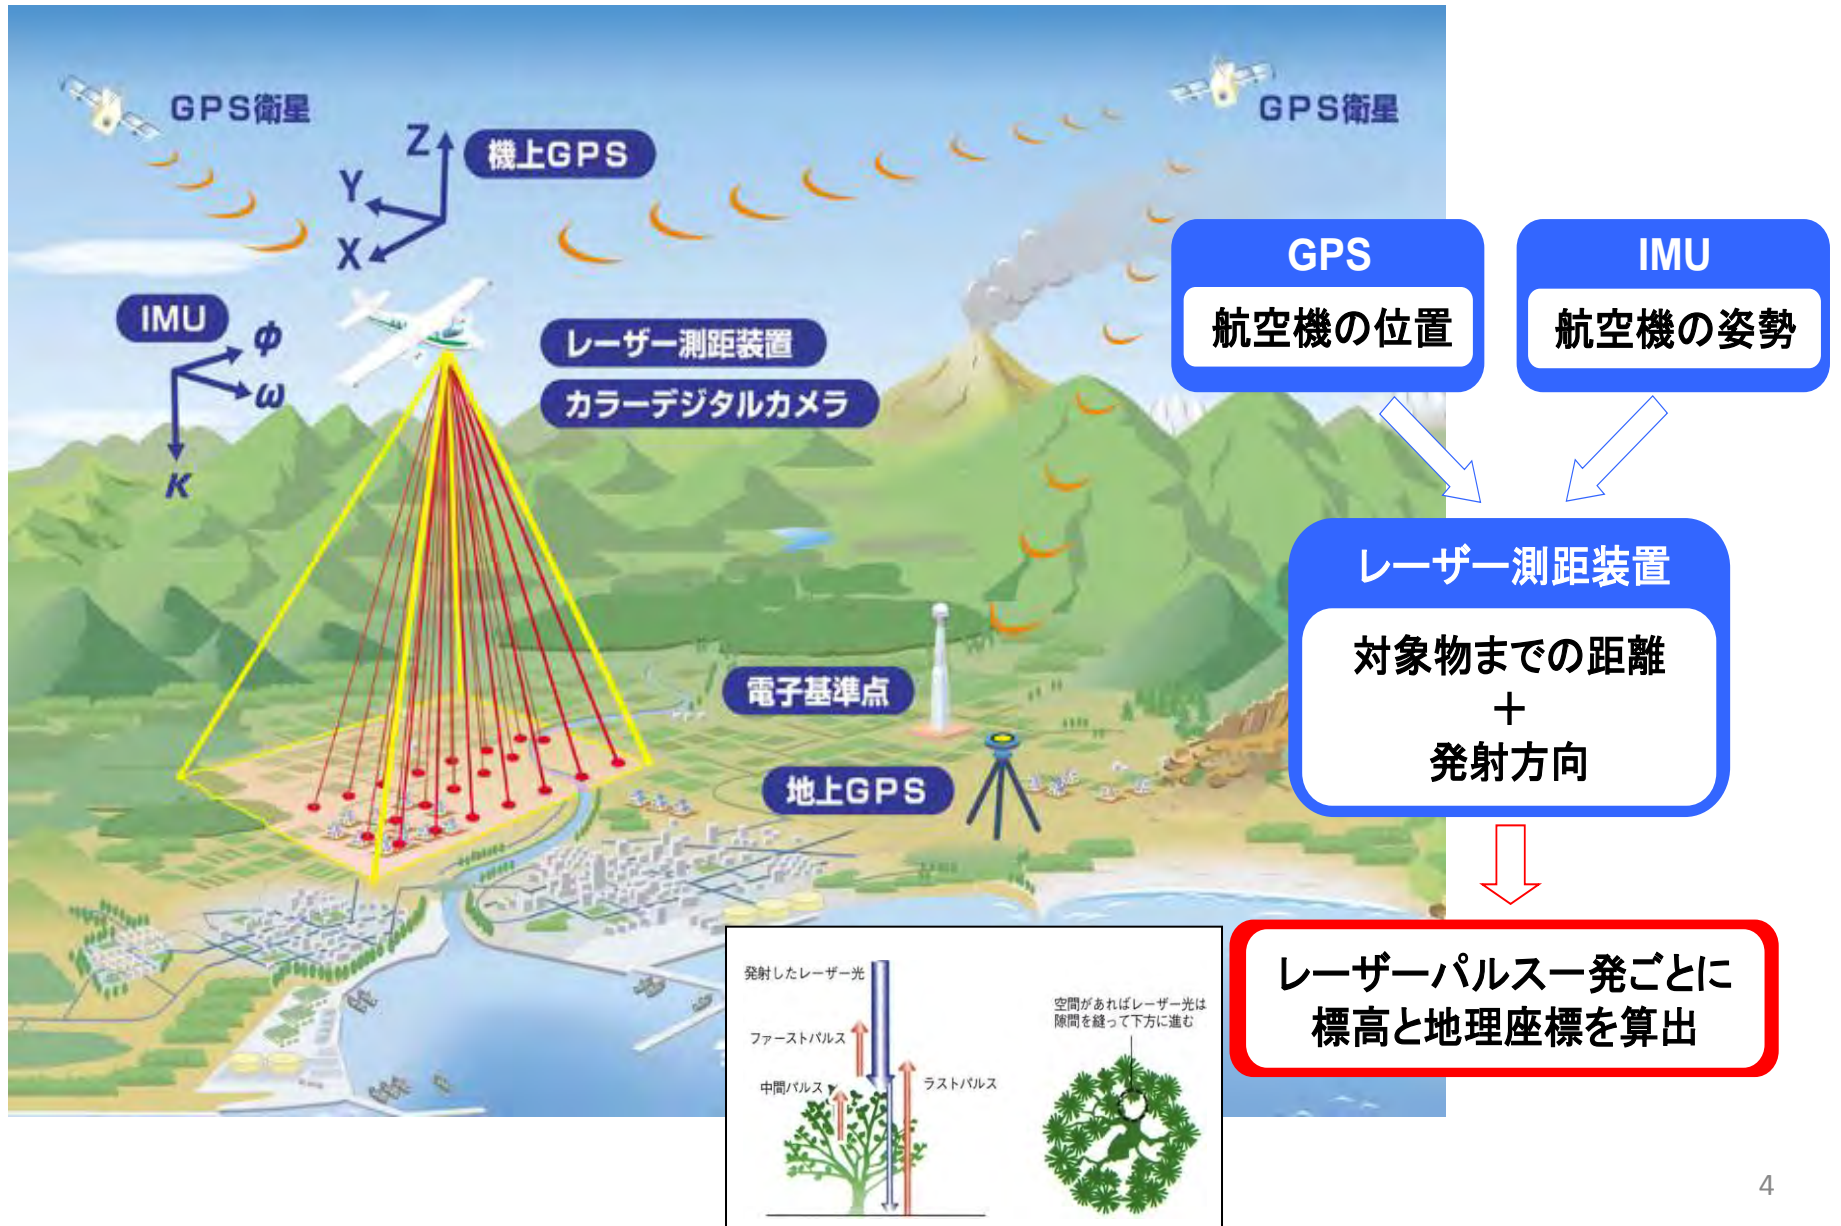 GPS衛星
GPS衛星
Z
機上GPS
Y
X
IMU
φ
ω
κ
レーザー測距装置
カラーデジタルカメラ
電子基準点
地上GPS
GPS
航空機の位置
IMU
航空機の姿勢
レーザー測距装置
対象物までの距離
+
発射方向
レーザーパルス一発ごとに
標高と地理座標を算出
発射したレーザー光
ファーストパルス
中間パルス
ラストパルス
空間があればレーザー光は
隙間を縫って下方に進む
4